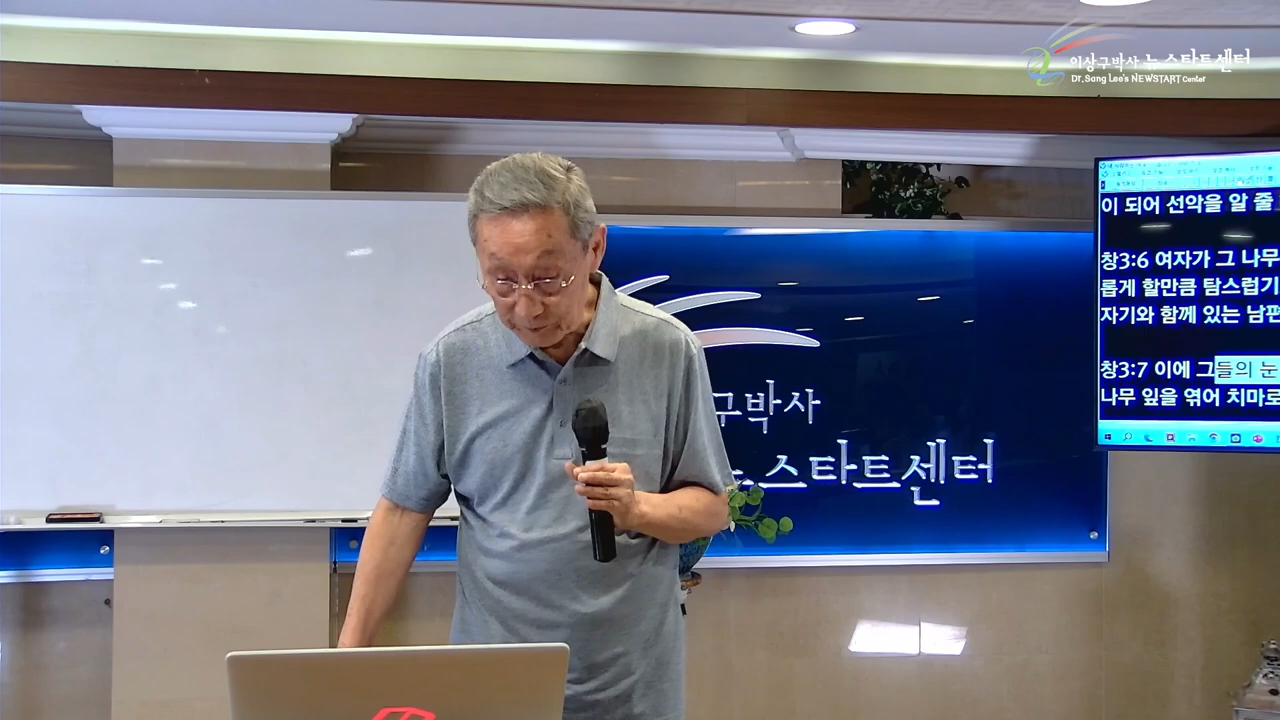 이상구박사 뉴스타트센터
Dr. Sang Lee's NEWSTART Center
이 되어 선악을 알 줄
창3:6 여자가 그 나무
롭게 할만큼 탐스럽기
자기와 함께 있는 남편
창3:7 이에 그들의 눈
나무 잎을 엮어 치마로
구박사
스타트센터